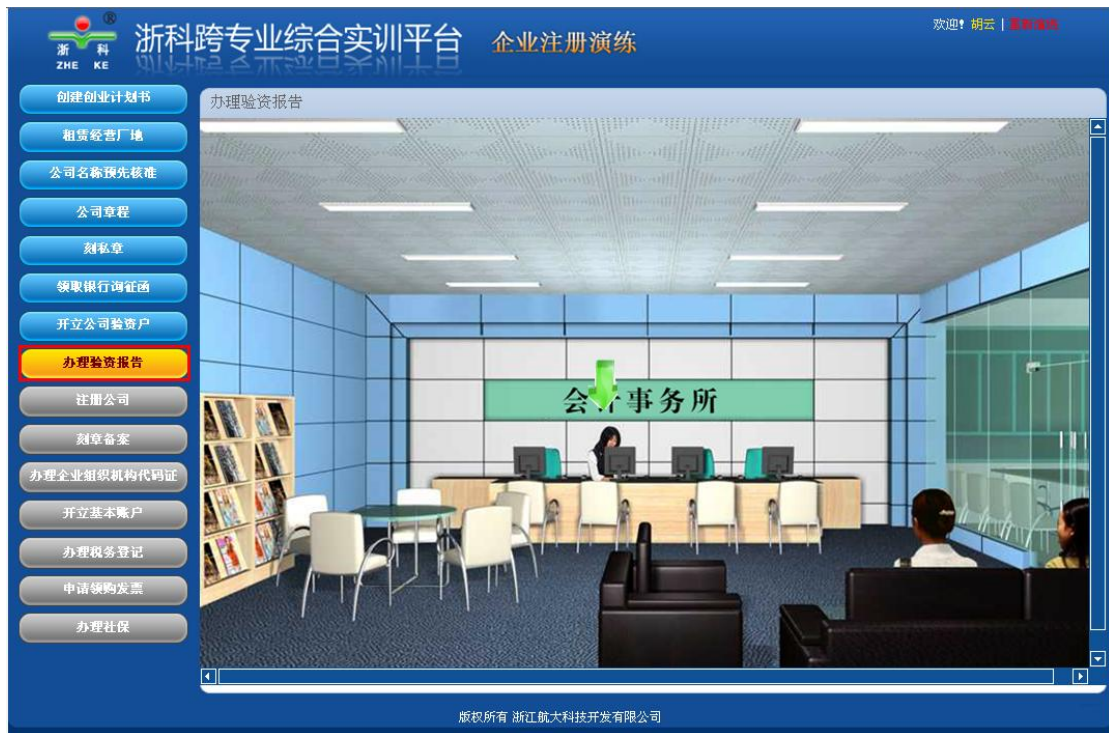 ®
浙 科
ZHE KE
浙科跨专业综合实训平台 企业注册演练
欢迎! 胡云 | 重新演练
创建创业计划书
租赁经营厂地
公司名称预先核准
公司章程
刻私章
领取银行询证函
开立公司验资户
办理验资报告
注册公司
刻章备案
办理企业组织机构代码证
开立基本账户
办理税务登记
申请领购发票
办理社保
办理验资报告
会计事务所
版权所有 浙江航大科技开发有限公司